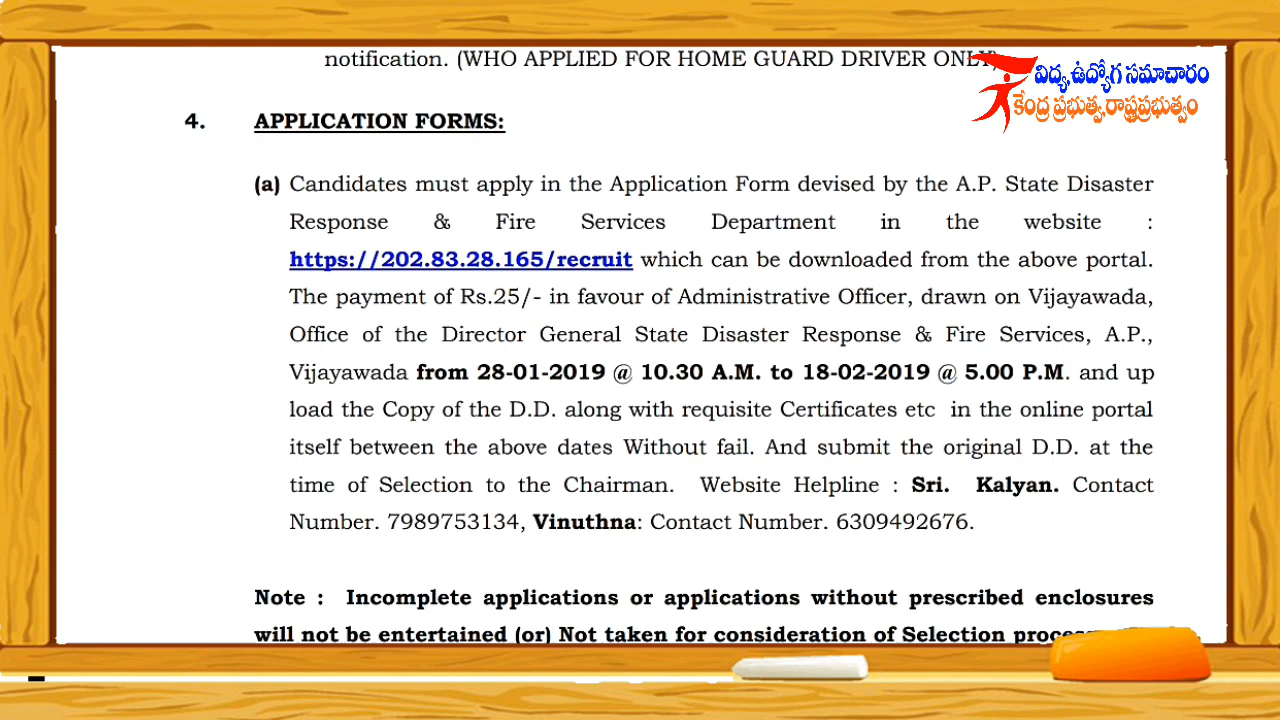 notification. (WHO APPLIED FOR HOME GUARD DRIVER ONLY)
విద్య,ఉద్యోగ సమాచారం
కేంద్ర ప్రభుత్వ,రాష్ట్రప్రభుత్వం
4. APPLICATION FORMS:
(a) Candidates must apply in the Application Form devised by the A.P. State Disaster
Response & Fire Services Department in the website :
https://202.83.28.165/recruit which can be downloaded from the above portal.
The payment of Rs.25/- in favour of Administrative Officer, drawn on Vijayawada,
Office of the Director General State Disaster Response & Fire Services, A.P.,
Vijayawada from 28-01-2019 @ 10.30 A.M. to 18-02-2019 @ 5.00 P.M. and up
load the Copy of the D.D. along with requisite Certificates etc in the online portal
itself between the above dates Without fail. And submit the original D.D. at the
time of Selection to the Chairman. Website Helpline : Sri. Kalyan. Contact
Number. 7989753134, Vinuthna: Contact Number. 6309492676.
Note : Incomplete applications or applications without prescribed enclosures
will not be entertained (or) Not taken for consideration of Selection process